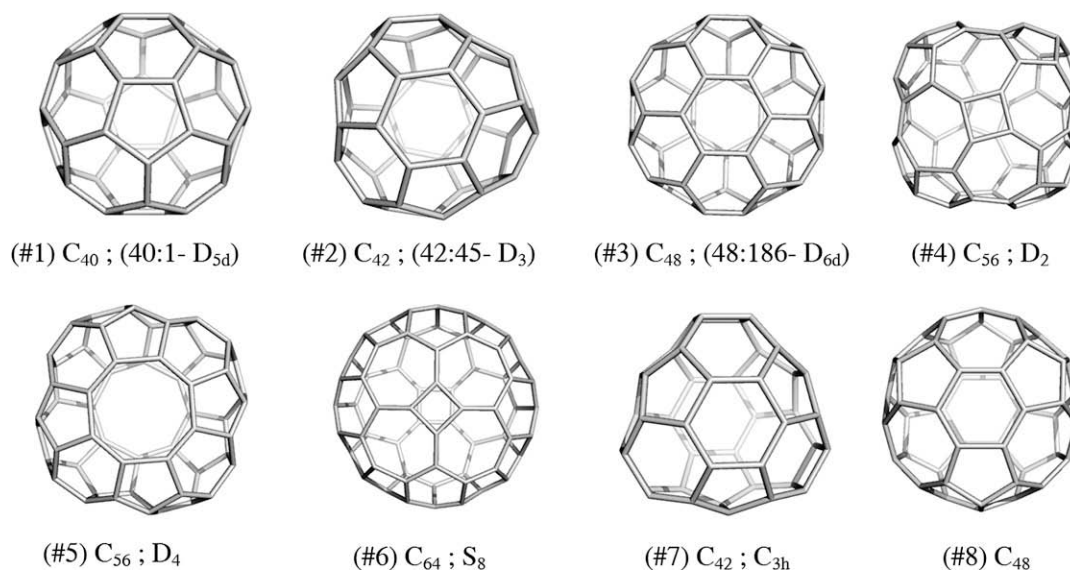 (#1) C₄₀ ; (40:1- D₅d) (#2) C₄₂ ; (42:45- D₃) (#3) C₄₈ ; (48:186- D₆d) (#4) C₅₆ ; D₂
(#5) C₅₆ ; D₄ (#6) C₆₄ ; S₈ (#7) C₄₂ ; C₃h (#8) C₄₈